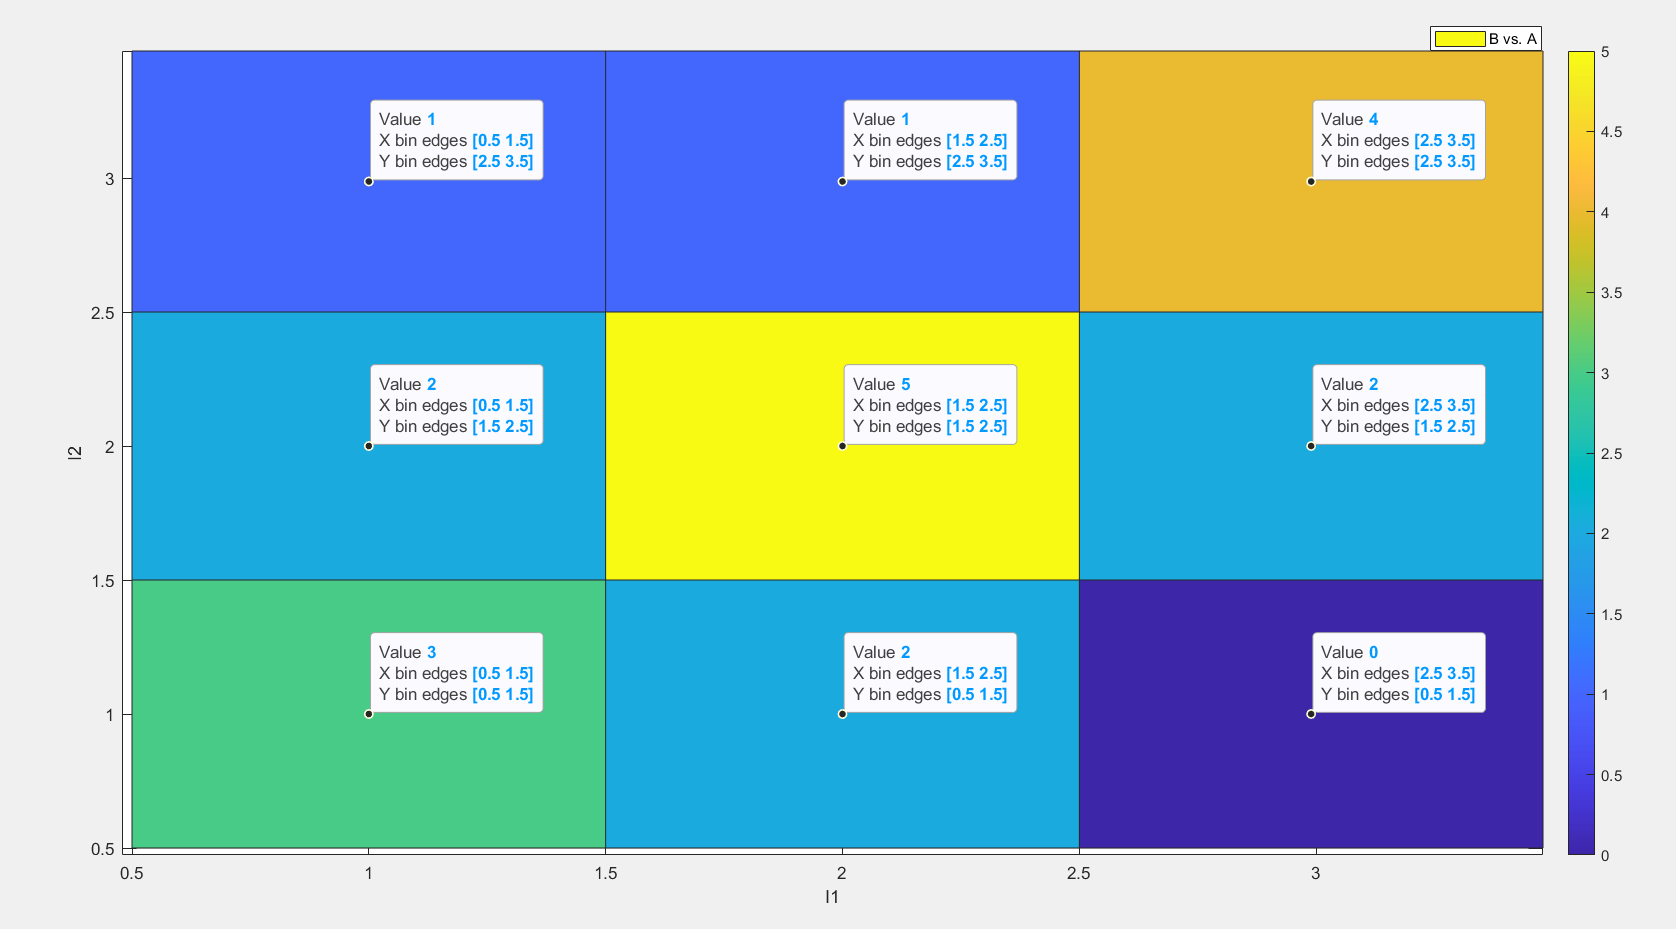 B vs. A
Value 1
X bin edges [0.5 1.5]
Y bin edges [2.5 3.5]
Value 1
X bin edges [1.5 2.5]
Y bin edges [2.5 3.5]
Value 4
X bin edges [2.5 3.5]
Y bin edges [2.5 3.5]
Value 2
X bin edges [0.5 1.5]
Y bin edges [1.5 2.5]
Value 5
X bin edges [1.5 2.5]
Y bin edges [1.5 2.5]
Value 2
X bin edges [2.5 3.5]
Y bin edges [1.5 2.5]
Value 3
X bin edges [0.5 1.5]
Y bin edges [0.5 1.5]
Value 2
X bin edges [1.5 2.5]
Y bin edges [0.5 1.5]
Value 0
X bin edges [2.5 3.5]
Y bin edges [0.5 1.5]
3
2.5
2
1.5
1
0.5
I2
0.5
1
1.5
2
2.5
3
I1
5
4.5
4
3.5
3
2.5
2
1.5
1
0.5
0